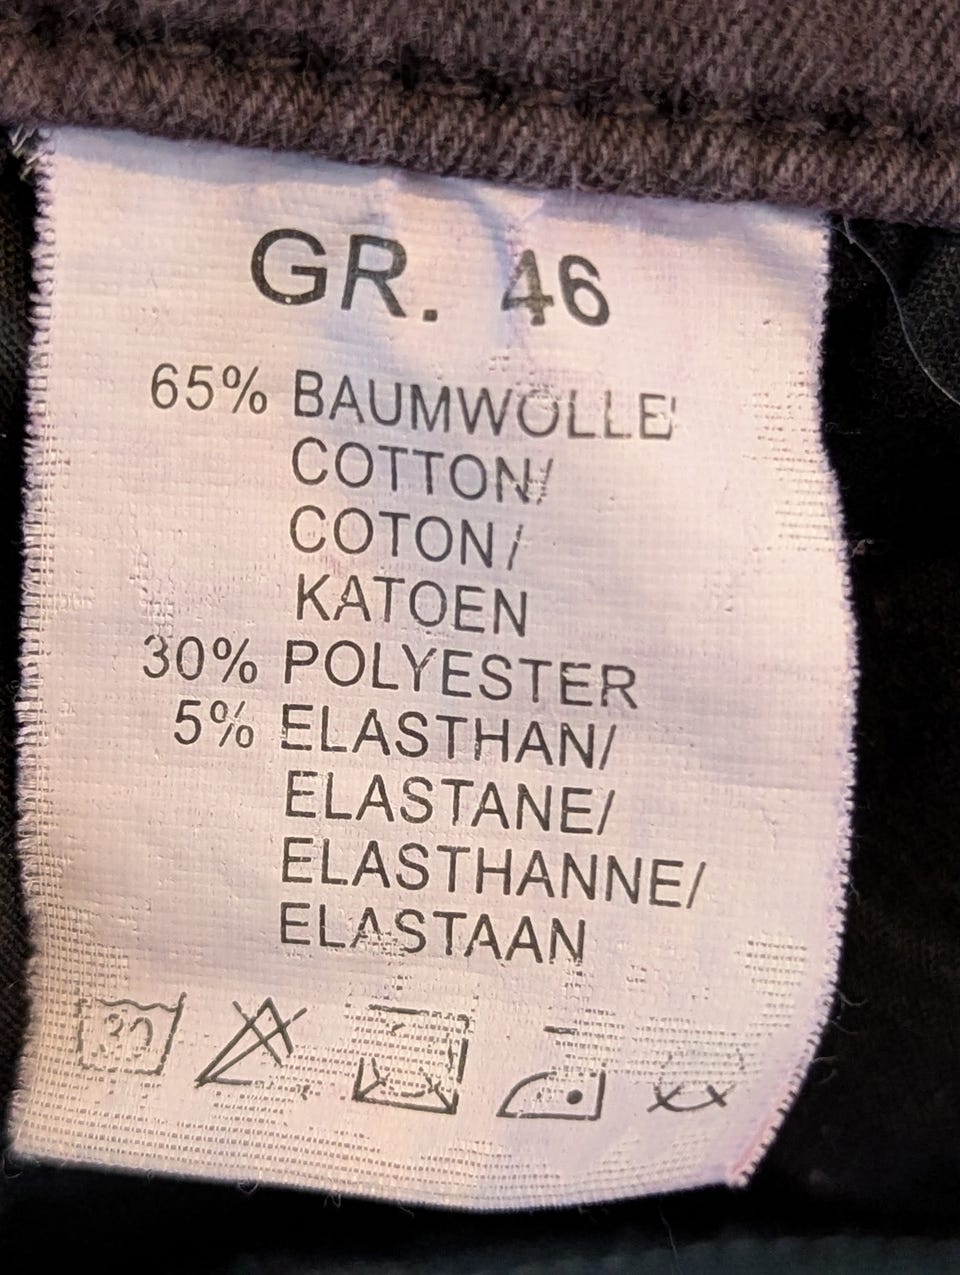 GR. 46
65% BAUMWOLLE/
COTTON/
COTON/
KATOEN
30% POLYESTER
5% ELASTHAN/
ELASTANE/
ELASTHANNE/
ELASTAAN
30